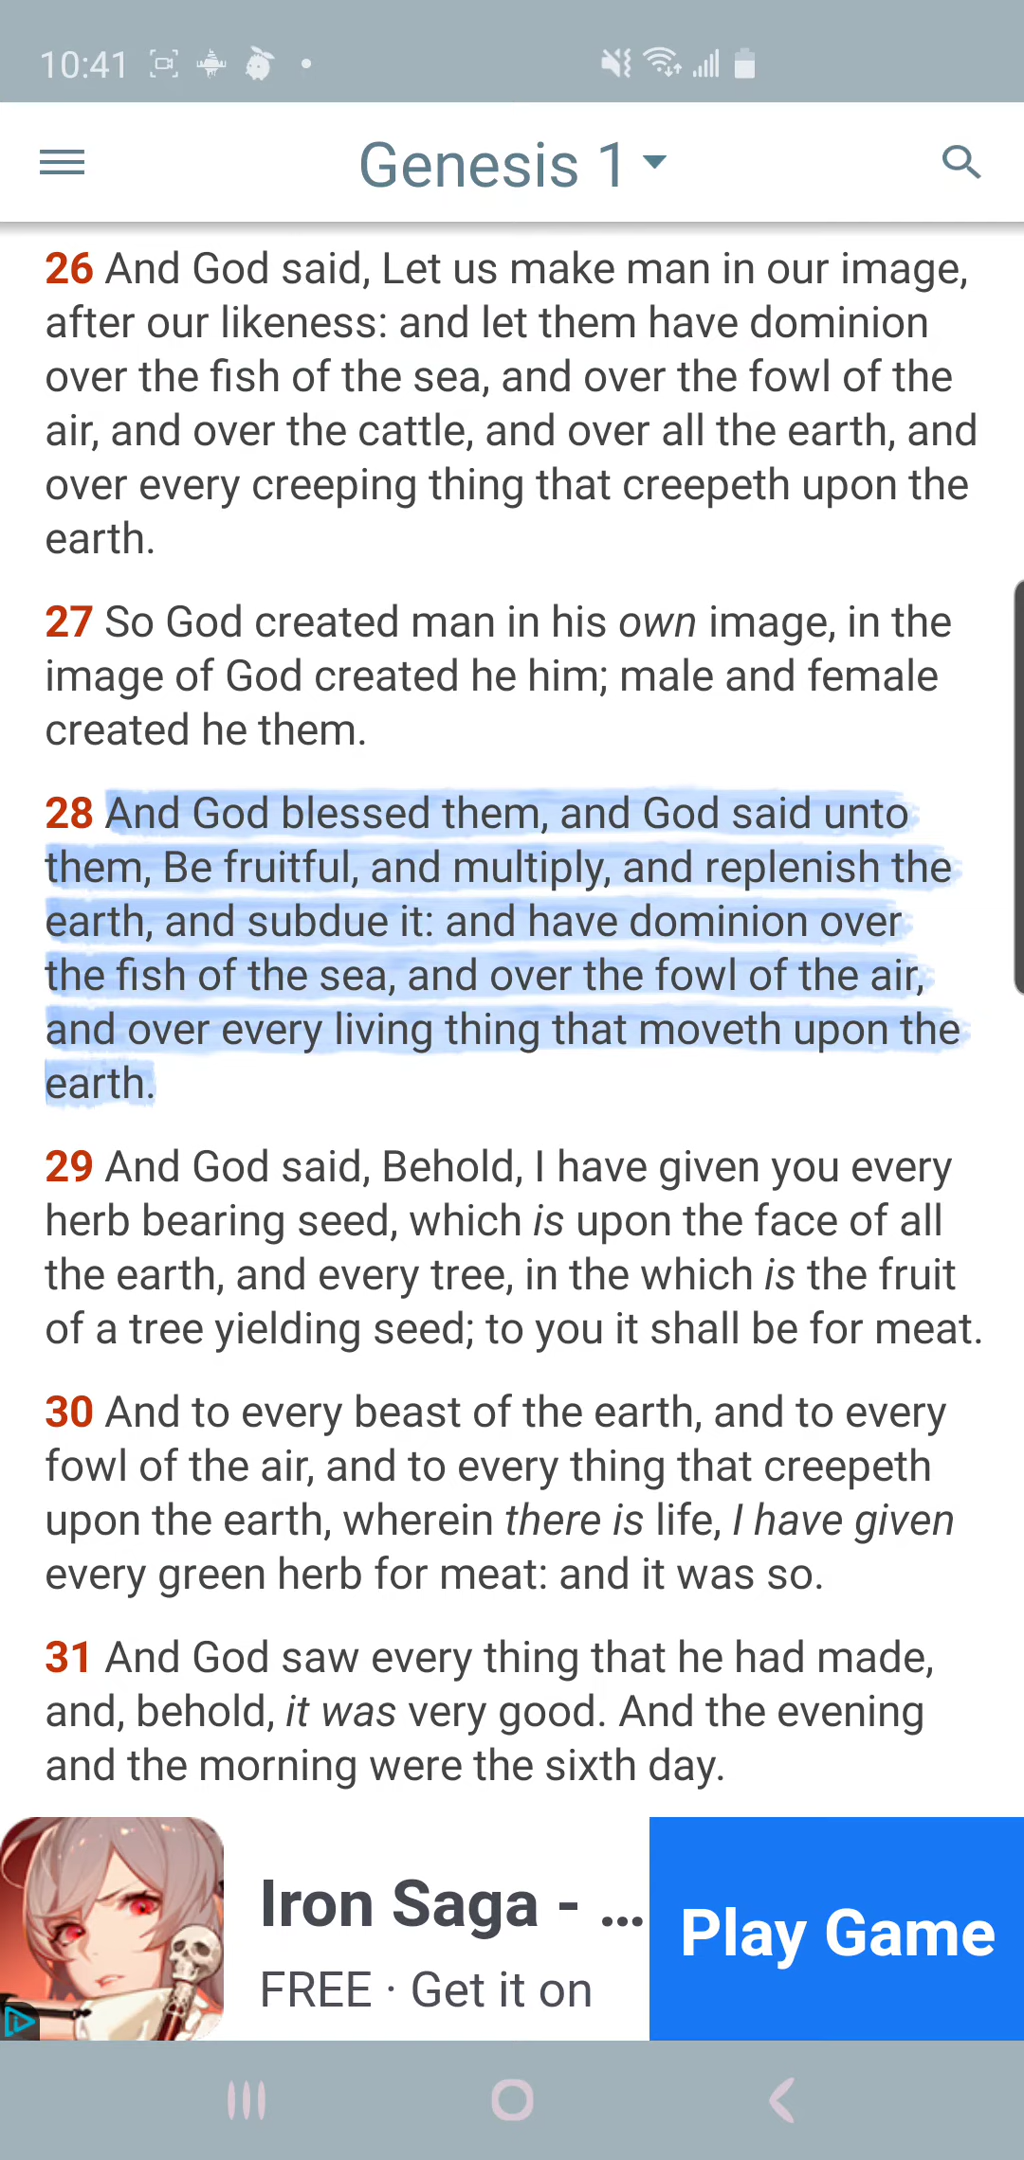 10:41
Genesis 1
26 And God said, Let us make man in our image,
after our likeness: and let them have dominion
over the fish of the sea, and over the fowl of the
air, and over the cattle, and over all the earth, and
over every creeping thing that creepeth upon the
earth.
27 So God created man in his own image, in the
image of God created he him; male and female
created he them.
28 And God blessed them, and God said unto
them, Be fruitful, and multiply, and replenish the
earth, and subdue it: and have dominion over
the fish of the sea, and over the fowl of the air,
and over every living thing that moveth upon the
earth.
29 And God said, Behold, I have given you every
herb bearing seed, which is upon the face of all
the earth, and every tree, in the which is the fruit
of a tree yielding seed; to you it shall be for meat.
30 And to every beast of the earth, and to every
fowl of the air, and to every thing that creepeth
upon the earth, wherein there is life, I have given
every green herb for meat: and it was so.
31 And God saw every thing that he had made,
and, behold, it was very good. And the evening
and the morning were the sixth day.
Iron Saga - ...
FREE · Get it on
Play Game